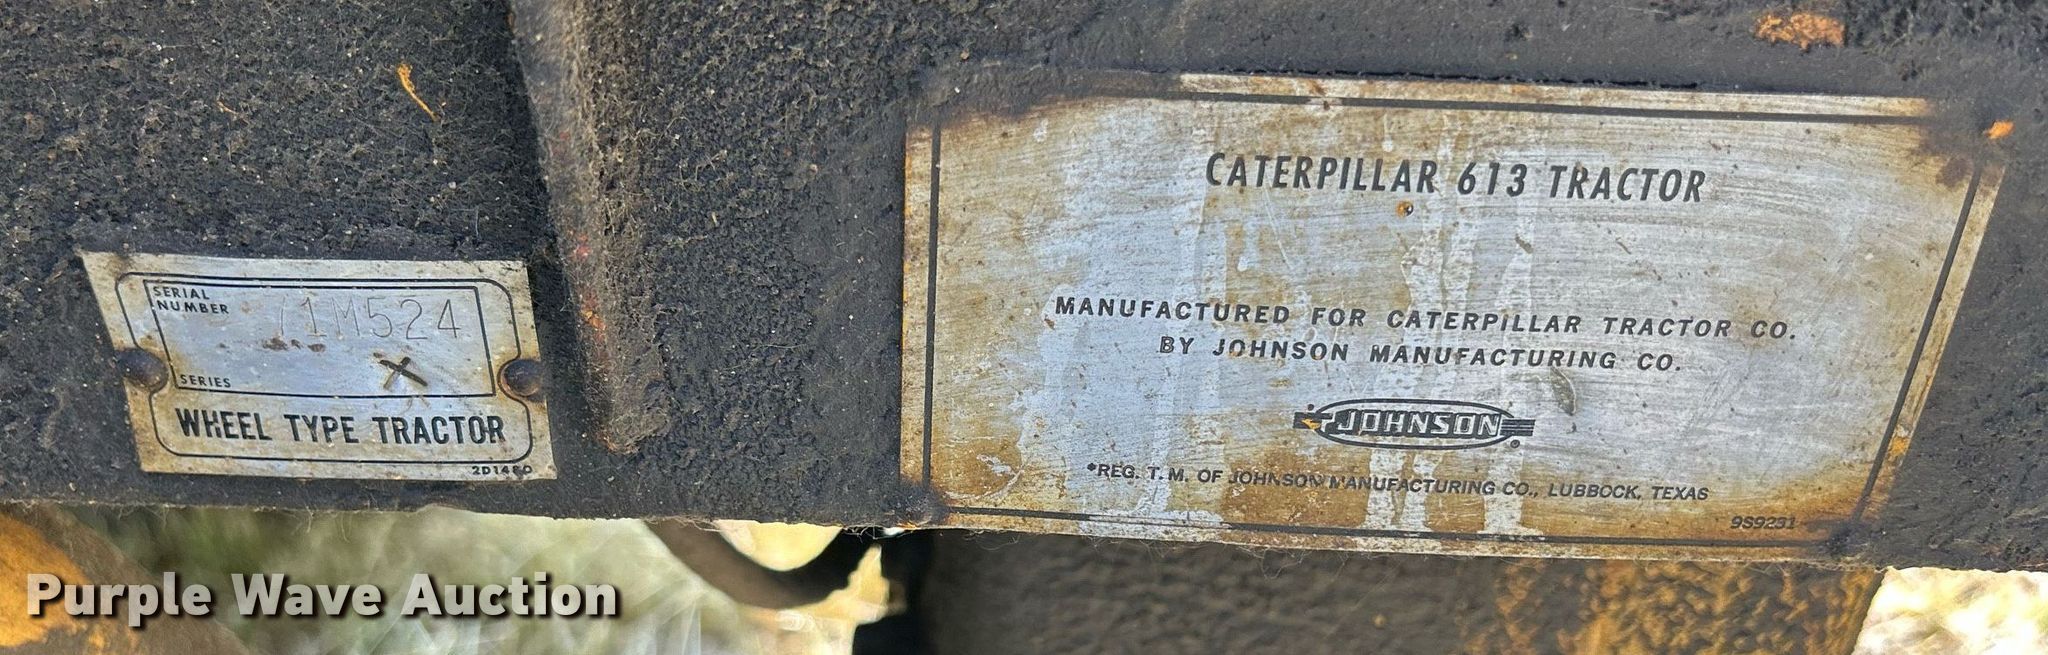 SERIAL
NUMBER 71M524
SERIES X
WHEEL TYPE TRACTOR
2D1480
CATERPILLAR 613 TRACTOR
MANUFACTURED FOR CATERPILLAR TRACTOR CO.
BY JOHNSON MANUFACTURING CO.
JOHNSON
*REG. T.M. OF JOHNSON MANUFACTURING CO., LUBBOCK, TEXAS
9S9231
Purple Wave Auction